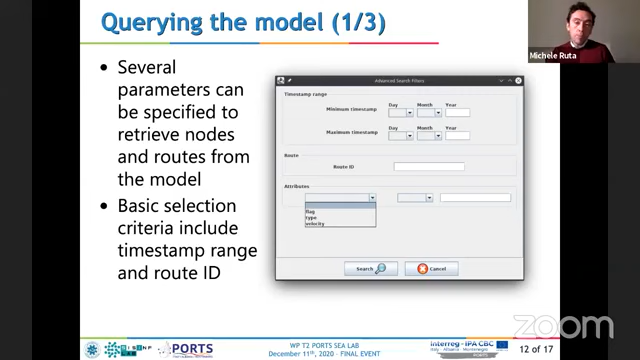 Querying the model (1/3)
• Several
parameters can
be specified to
retrieve nodes
and routes from
the model
• Basic selection
criteria include
timestamp range
and route ID
Advanced Search Filters
Timestamp range
Day Month Year
Minimum timestamp
Day Month Year
Maximum timestamp
Route
Route ID
Attributes
flag
type
velocity
Search
Cancel
Michele Ruta
PORTS
WP T2 PORTS SEA LAB
December 11th, 2020 – FINAL EVENT
Interreg - IPA CBC
Italy - Albania - Montenegro
PORTS
12 of 17
zoom